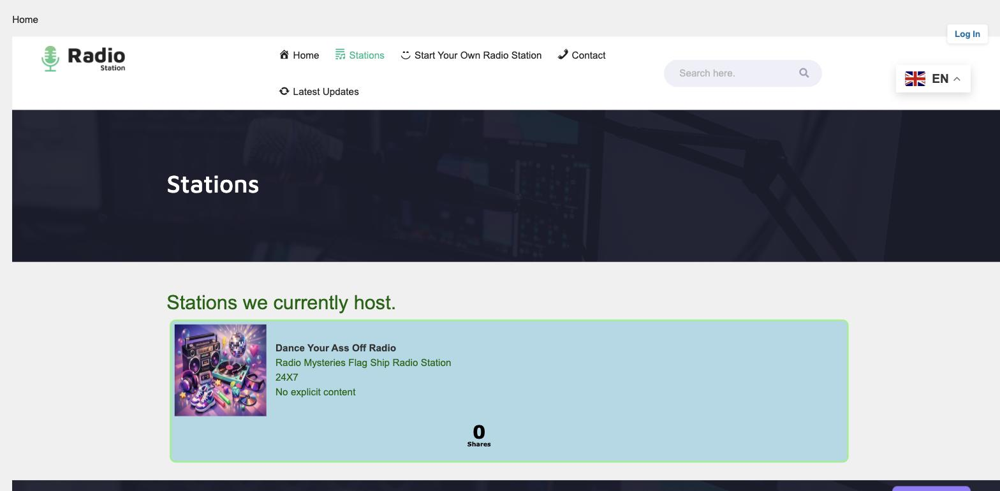 Home
Log In
Radio
Station
Home
Stations
Start Your Own Radio Station
Contact
Latest Updates
Search here.
EN
Stations
Stations we currently host.
Dance Your Ass Off Radio
Radio Mysteries Flag Ship Radio Station
24X7
No explicit content
0
Shares